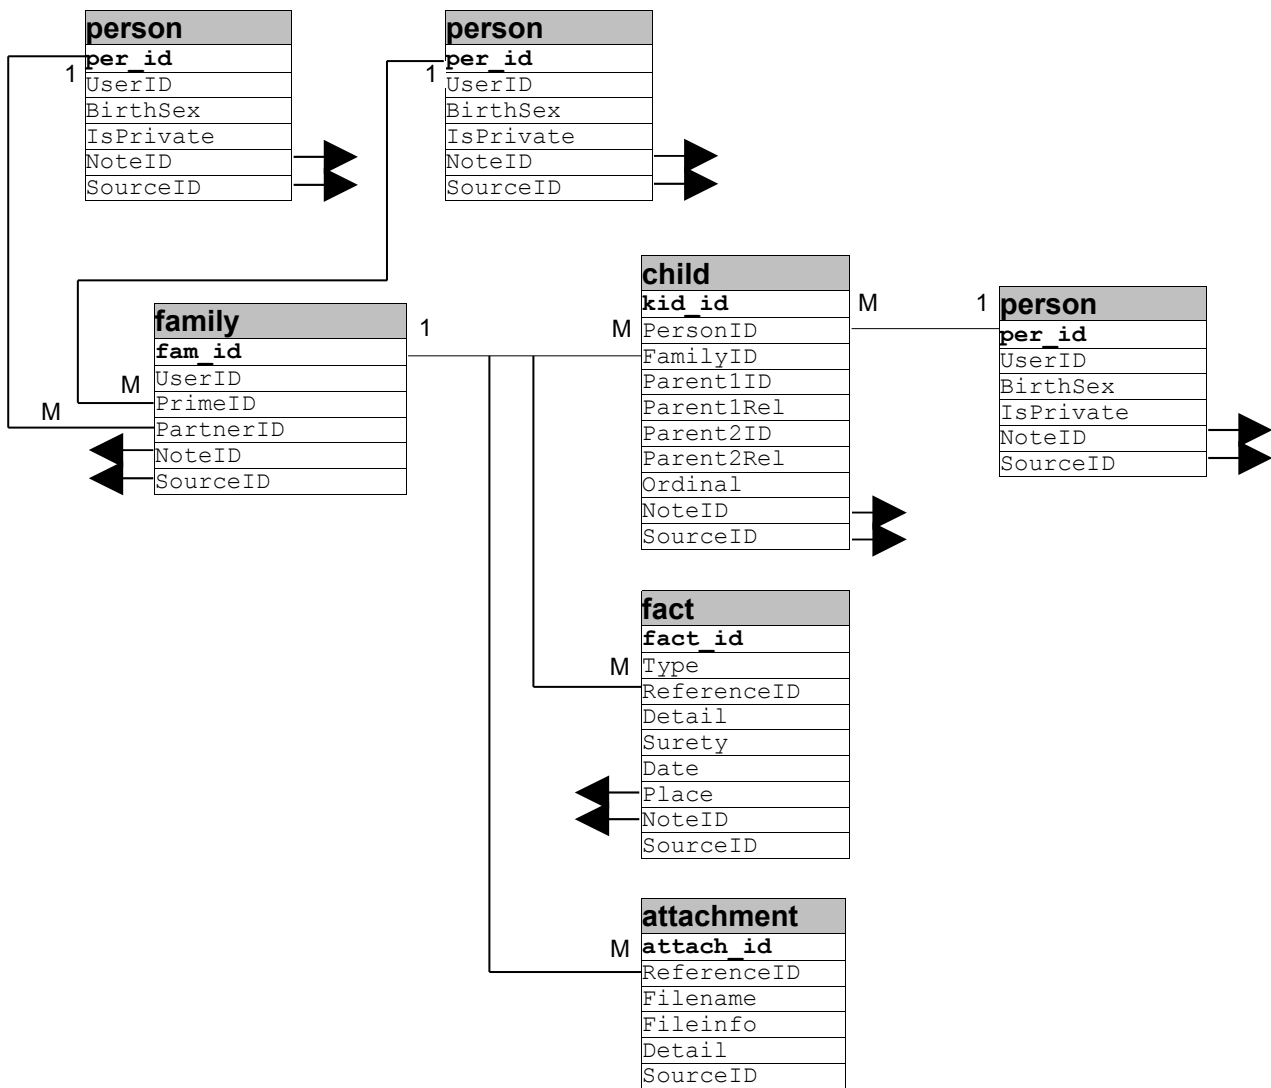 person
per_id
UserID
BirthSex
IsPrivate
NoteID
SourceID
1
person
per_id
UserID
BirthSex
IsPrivate
NoteID
SourceID
1
family
fam_id
UserID
PrimeID
PartnerID
NoteID
SourceID
M
M
1
M
child
kid_id
PersonID
FamilyID
Parent1ID
Parent1Rel
Parent2ID
Parent2Rel
Ordinal
NoteID
SourceID
M
1
person
per_id
UserID
BirthSex
IsPrivate
NoteID
SourceID
fact
fact_id
M
Type
ReferenceID
Detail
Surety
Date
Place
NoteID
SourceID
attachment
M
attach_id
ReferenceID
Filename
Fileinfo
Detail
SourceID